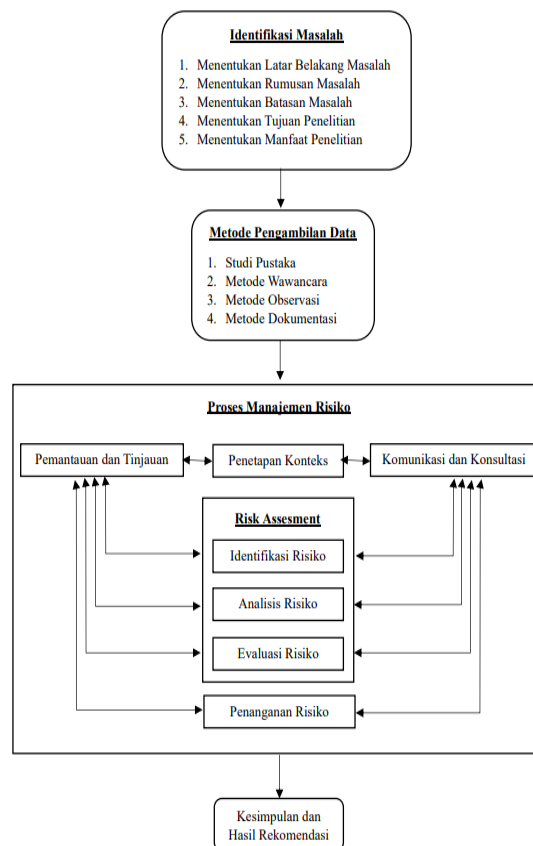 Identifikasi Masalah
1. Menentukan Latar Belakang Masalah
2. Menentukan Rumusan Masalah
3. Menentukan Batasan Masalah
4. Menentukan Tujuan Penelitian
5. Menentukan Manfaat Penelitian
Metode Pengambilan Data
1. Studi Pustaka
2. Metode Wawancara
3. Metode Observasi
4. Metode Dokumentasi
Proses Manajemen Risiko
Pemantauan dan Tinjauan
Penetapan Konteks
Komunikasi dan Konsultasi
Risk Assesment
Identifikasi Risiko
Analisis Risiko
Evaluasi Risiko
Penanganan Risiko
Kesimpulan dan
Hasil Rekomendasi